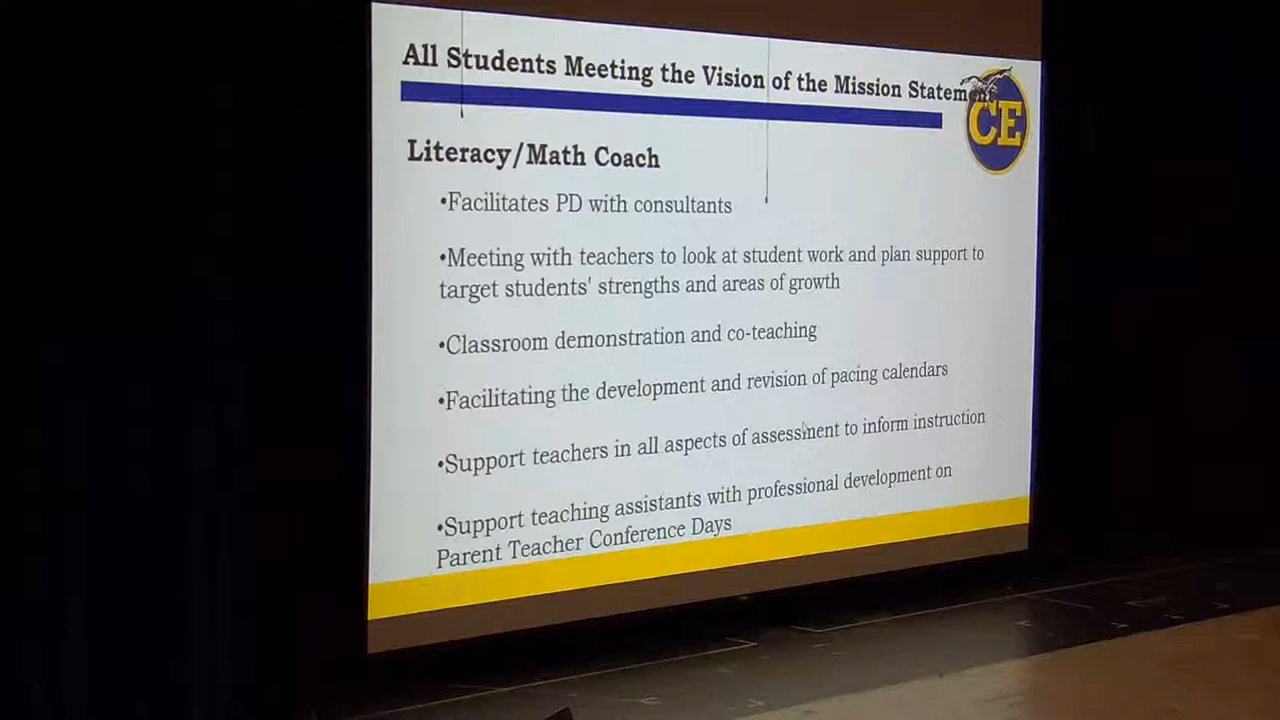 All Students Meeting the Vision of the Mission Statement
CE
Literacy/Math Coach
•Facilitates PD with consultants
•Meeting with teachers to look at student work and plan support to
target students' strengths and areas of growth
•Classroom demonstration and co-teaching
•Facilitating the development and revision of pacing calendars
•Support teachers in all aspects of assessment to inform instruction
•Support teaching assistants with professional development on
Parent Teacher Conference Days